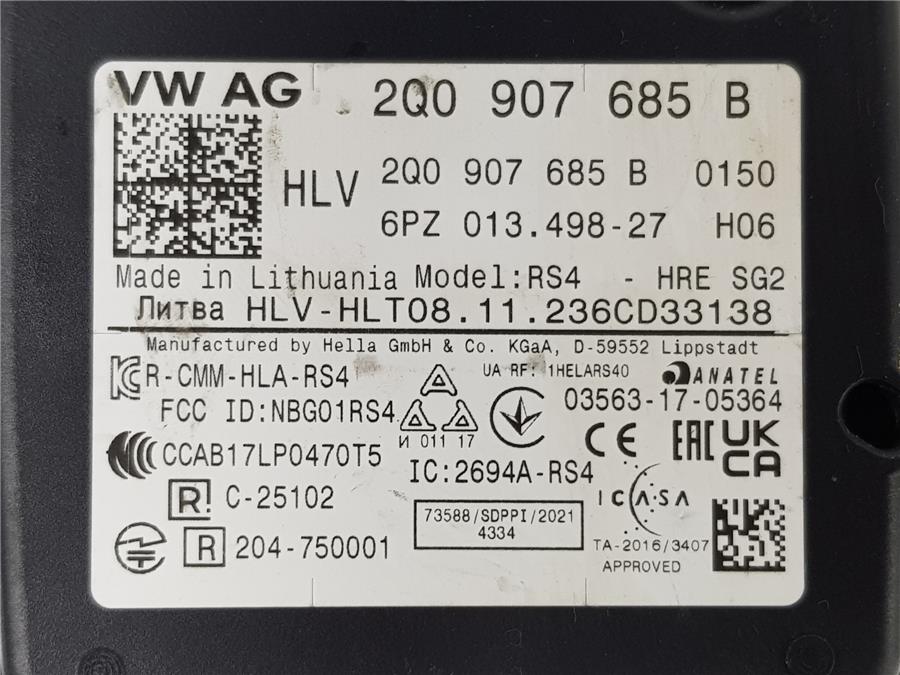 VW AG 2Q0 907 685 B
HLV 2Q0 907 685 B 0150
6PZ 013.498-27 H06
Made in Lithuania Model:RS4 - HRE SG2
Литва HLV-HLT08.11.236CD33138
Manufactured by Hella GmbH & Co. KGaA, D-59552 Lippstadt
R-CMM-HLA-RS4
UA RF: 1HELARS40
ANATEL
FCC ID:NBG01RS4
03563-17-05364
И 011 17
CE EAC UK CA
CCAB17LP0470T5
IC:2694A-RS4
R! C-25102
ICASA
73588/SDPPI/2021
4334
R 204-750001
TA-2016/3407
APPROVED